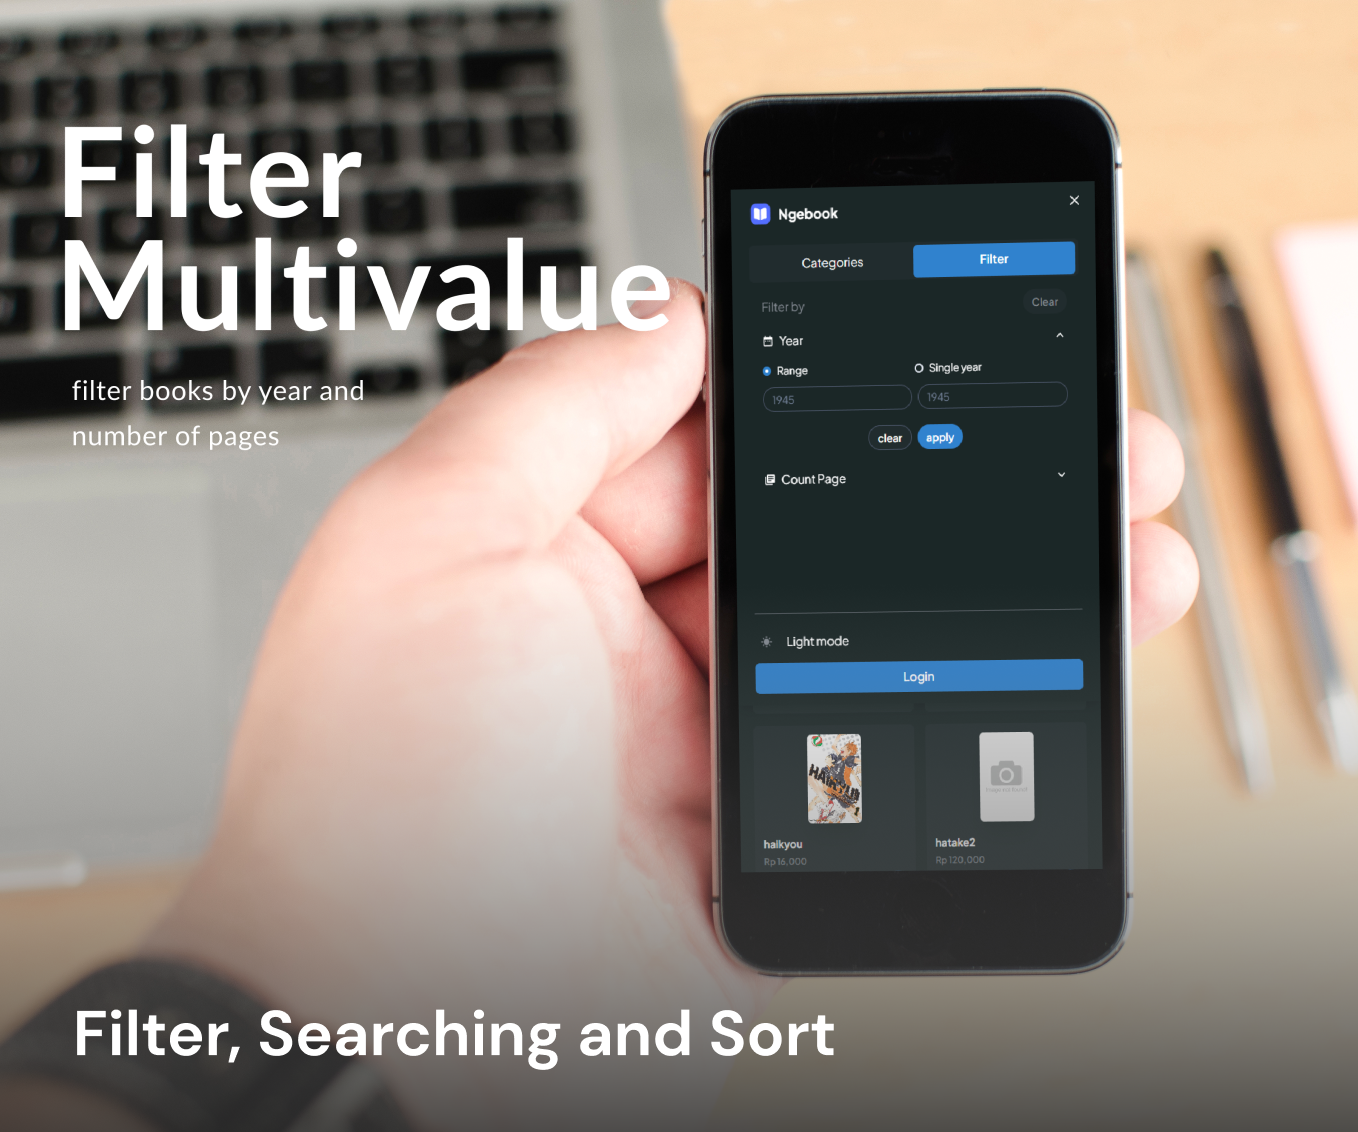 Filter
Multivalue
filter books by year and
number of pages
Ngebook
Categories
Filter
Filter by
Clear
Year
Range
Single year
1945
1945
clear
apply
Count Page
Light mode
Login
HAIKYU!!
haikyou
Rp 16,000
hatake2
Rp 120,000
Filter, Searching and Sort